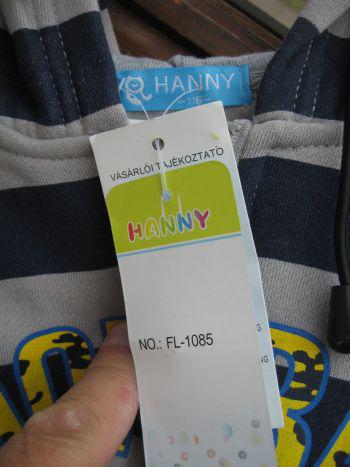 HANNY
116
VÁSÁRLÓI TÁJÉKOZTATÓ
HANNY
NO.: FL-1085